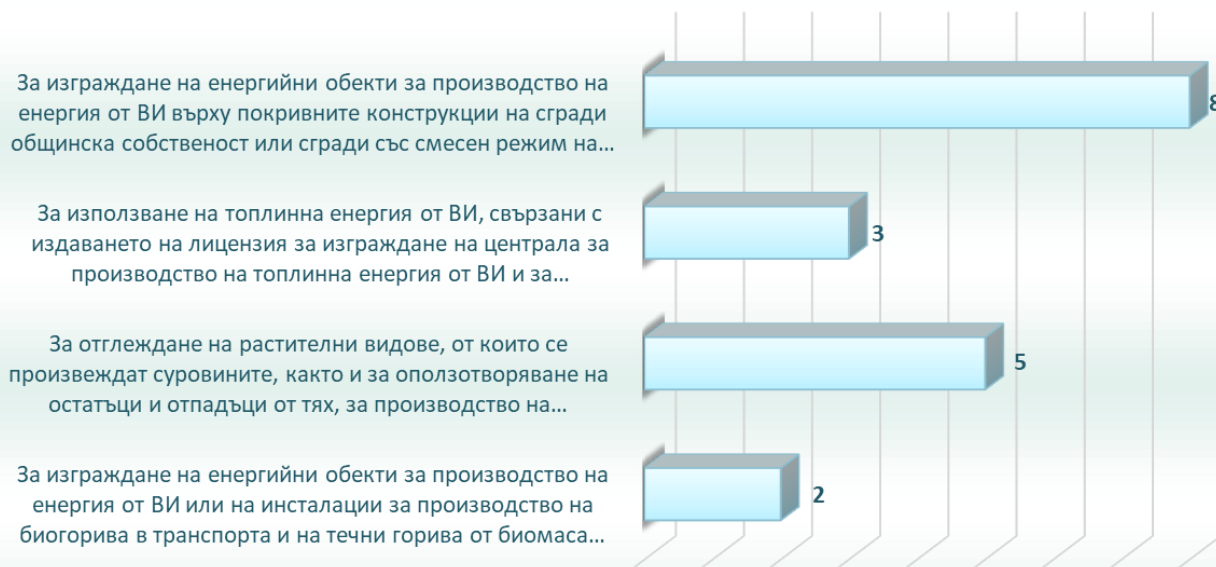 За изграждане на енергийни обекти за производство на
енергия от ВИ върху покривните конструкции на сгради
общинска собственост или сгради със смесен режим на...
8
За използване на топлинна енергия от ВИ, свързани с
издаването на лицензия за изграждане на централа за
производство на топлинна енергия от ВИ и за...
3
За отглеждане на растителни видове, от които се
произвеждат суровините, както и за оползотворяване на
остатъци и отпадъци от тях, за производство на...
5
За изграждане на енергийни обекти за производство на
енергия от ВИ или на инсталации за производство на
биогорива в транспорта и на течни горива от биомаса...
2